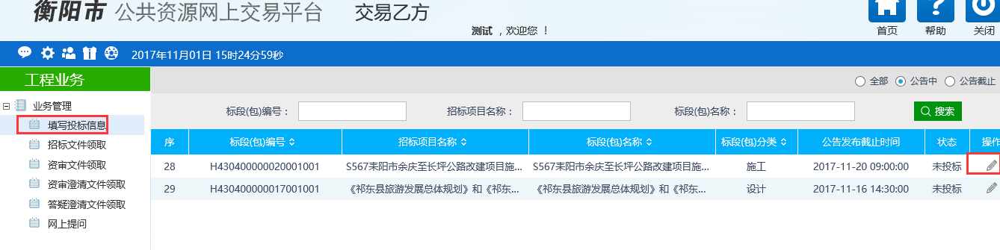 衡阳市 公共资源网上交易平台 交易乙方
测试 ，欢迎您 ！
首页 帮助 关闭
2017年11月01日 15时24分59秒
工程业务
全部 公告中 公告截止
业务管理
标段(包)编号： 招标项目名称： 标段(包)名称： 搜索
填写投标信息
招标文件领取
资审文件领取
资审澄清文件领取
答疑澄清文件领取
网上提问
序 标段(包)编号 招标项目名称 标段(包)名称 标段(包)分类 公告发布截止时间 状态 操作
28 H430400000020001001 S567耒阳市余庆至长坪公路改建项目施... S567耒阳市余庆至长坪公路改建项目施... 施工 2017-11-20 09:00:00 未投标
29 H430400000017001001 《祁东县旅游发展总体规划》和《祁东... 《祁东县旅游发展总体规划》和《祁东... 设计 2017-11-16 14:30:00 未投标